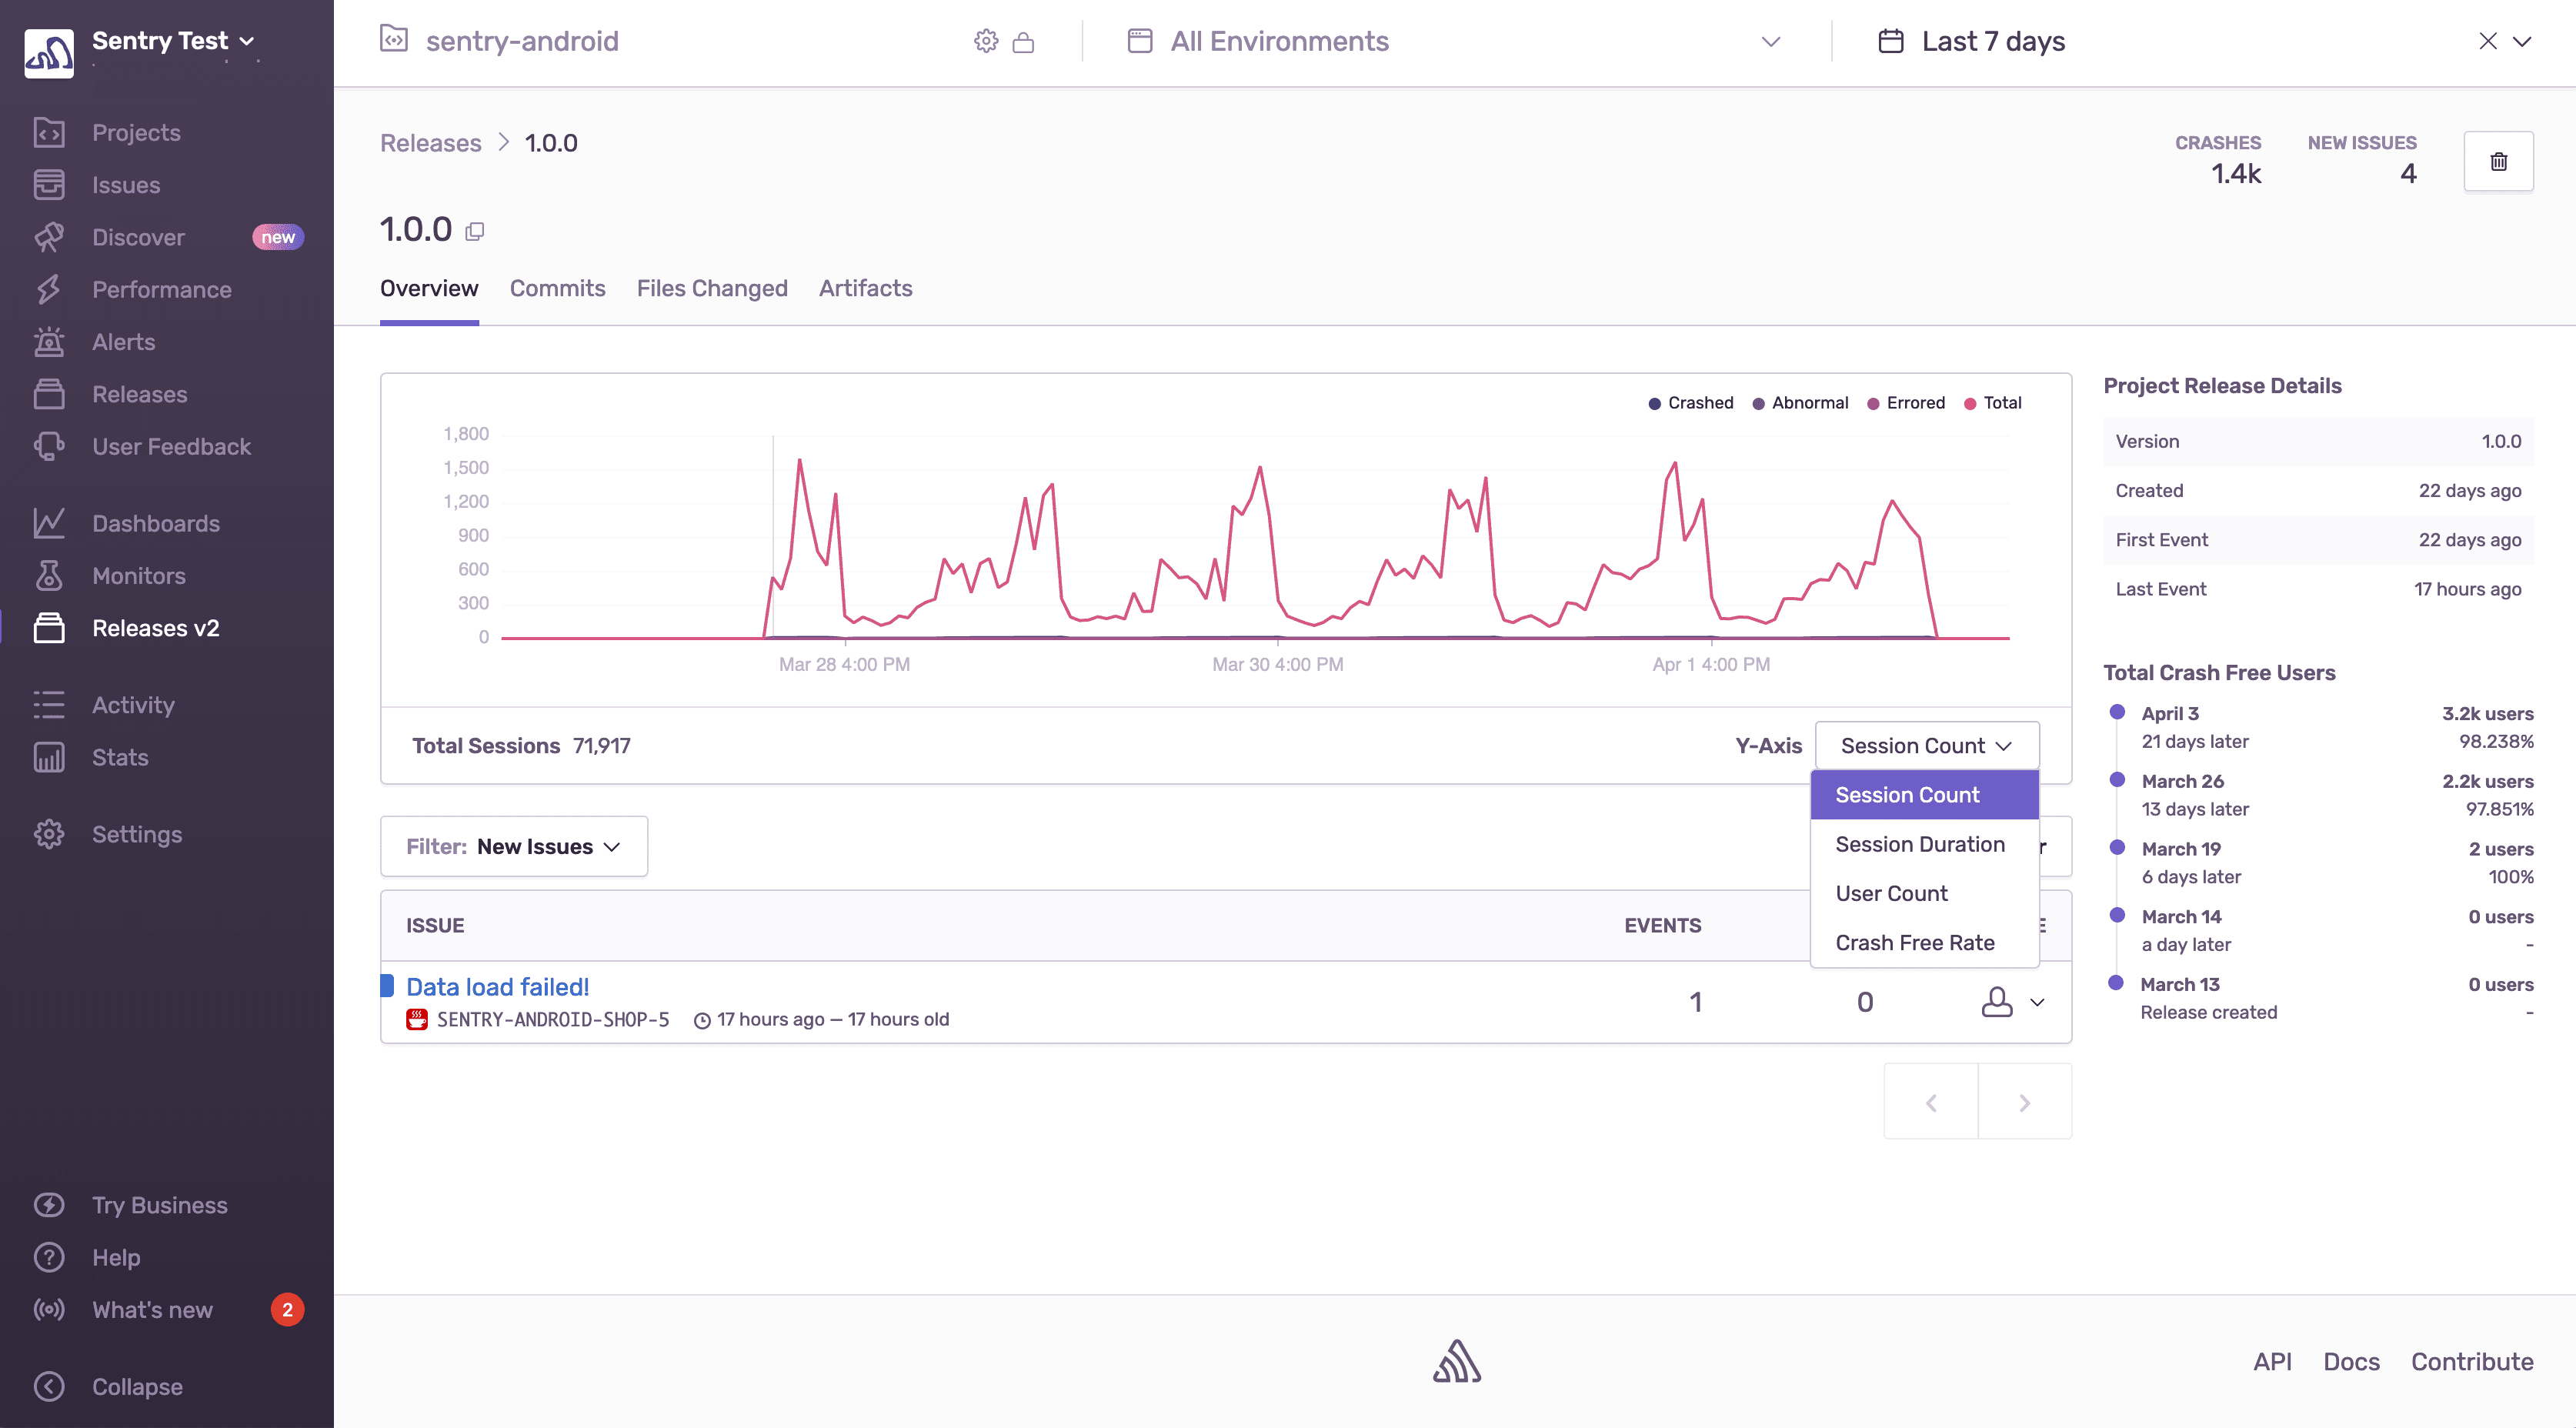 Sentry Test
Projects
Issues
Discover new
Performance
Alerts
Releases
User Feedback
Dashboards
Monitors
Releases v2
Activity
Stats
Settings
Try Business
Help
What's new 2
Collapse
sentry-android
All Environments
Last 7 days
Releases 1.0.0
CRASHES NEW ISSUES
1.4k 4
1.0.0
Overview Commits Files Changed Artifacts
Crashed Abnormal Errored Total
1,800
1,500
1,200
900
600
300
0
Mar 28 4:00 PM Mar 30 4:00 PM Apr 1 4:00 PM
Total Sessions 71,917 Y-Axis Session Count
Session Count
Session Duration
User Count
Crash Free Rate
Filter: New Issues
ISSUE EVENTS
Data load failed!
SENTRY-ANDROID-SHOP-5 17 hours ago — 17 hours old
1 0
Project Release Details
Version 1.0.0
Created 22 days ago
First Event 22 days ago
Last Event 17 hours ago
Total Crash Free Users
April 3 3.2k users
21 days later 98.238%
March 26 2.2k users
13 days later 97.851%
March 19 2 users
6 days later 100%
March 14 0 users
a day later -
March 13 0 users
Release created -
API Docs Contribute